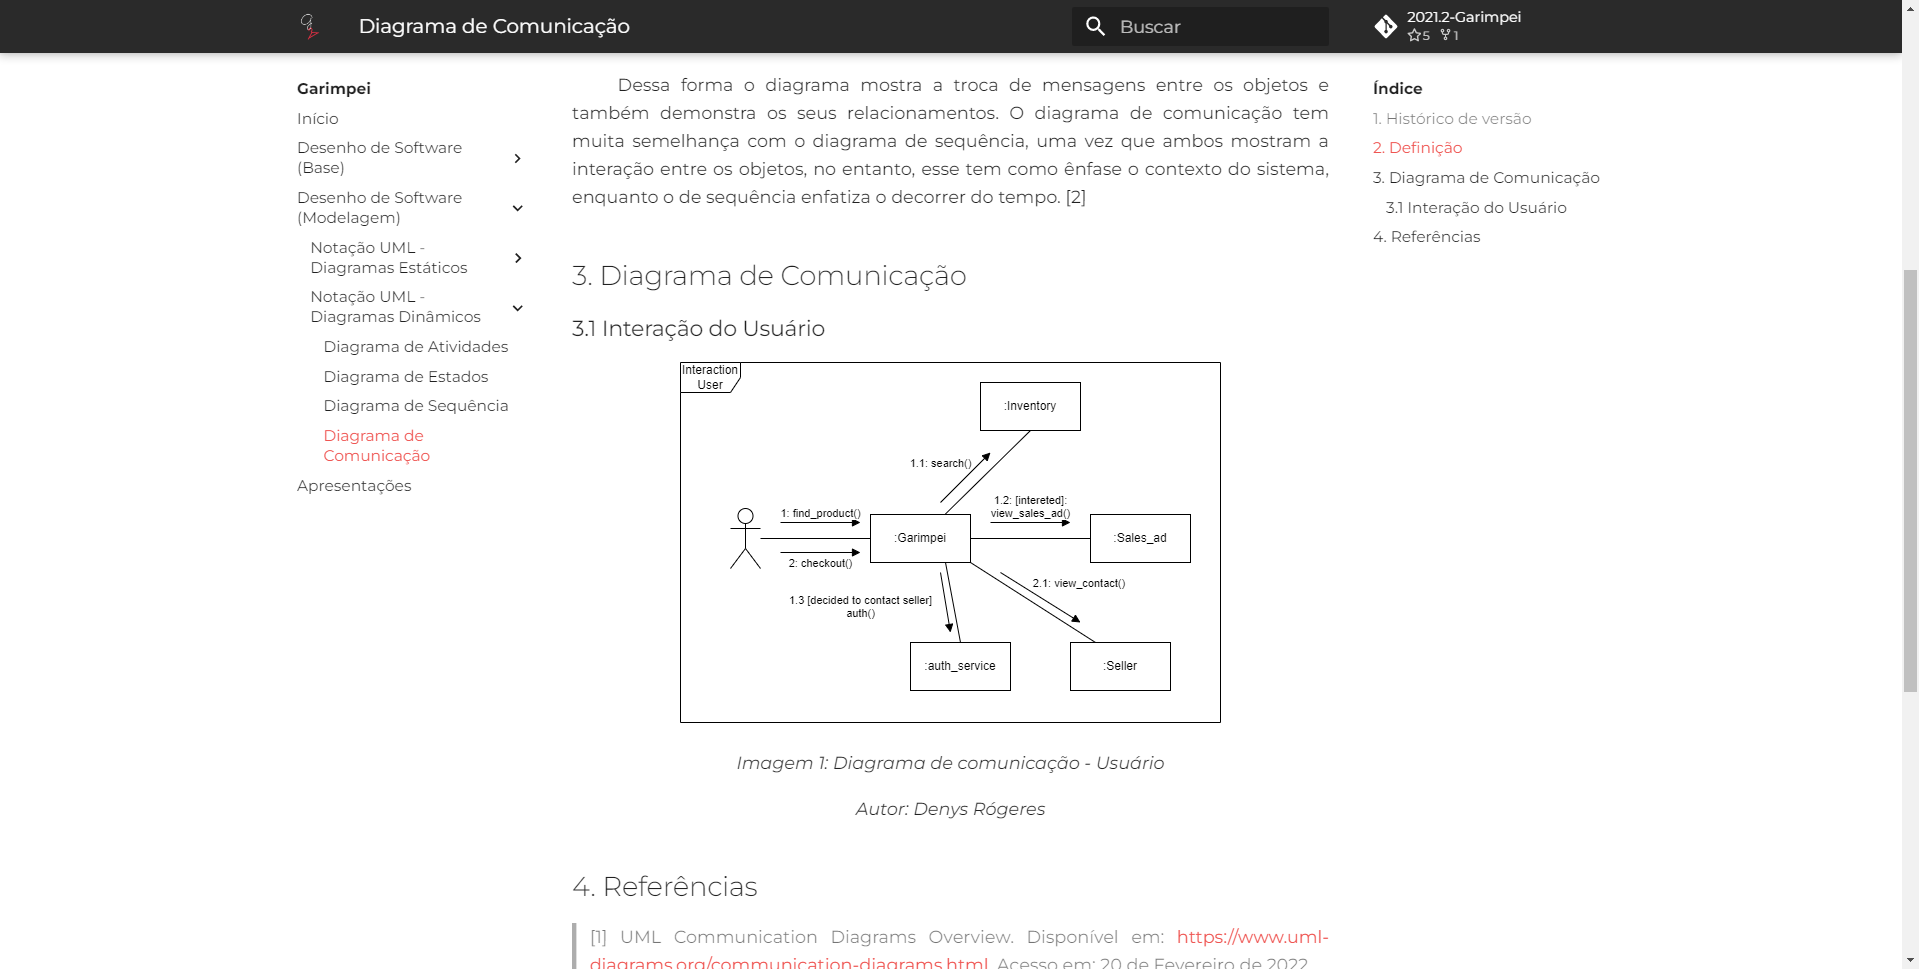 Diagrama de Comunicação
Buscar
2021.2-Garimpei
5 1
Garimpei
Início
Desenho de Software
(Base)
Desenho de Software
(Modelagem)
Notação UML -
Diagramas Estáticos
Notação UML -
Diagramas Dinâmicos
Diagrama de Atividades
Diagrama de Estados
Diagrama de Sequência
Diagrama de
Comunicação
Apresentações
Dessa forma o diagrama mostra a troca de mensagens entre os objetos e
também demonstra os seus relacionamentos. O diagrama de comunicação tem
muita semelhança com o diagrama de sequência, uma vez que ambos mostram a
interação entre os objetos, no entanto, esse tem como ênfase o contexto do sistema,
enquanto o de sequência enfatiza o decorrer do tempo. [2]
3. Diagrama de Comunicação
3.1 Interação do Usuário
Interaction
User
:Inventory
1.1: search()
1: find_product()
1.2: [intereted]:
view_sales_ad()
:Garimpei
:Sales_ad
2: checkout()
2.1: view_contact()
1.3 [decided to contact seller]
auth()
:auth_service
:Seller
Imagem 1: Diagrama de comunicação - Usuário
Autor: Denys Rógeres
4. Referências
[1] UML Communication Diagrams Overview. Disponível em: https://www.uml-
diagrams.org/communication-diagrams.html. Acesso em: 20 de Fevereiro de 2022.
Índice
1. Histórico de versão
2. Definição
3. Diagrama de Comunicação
3.1 Interação do Usuário
4. Referências